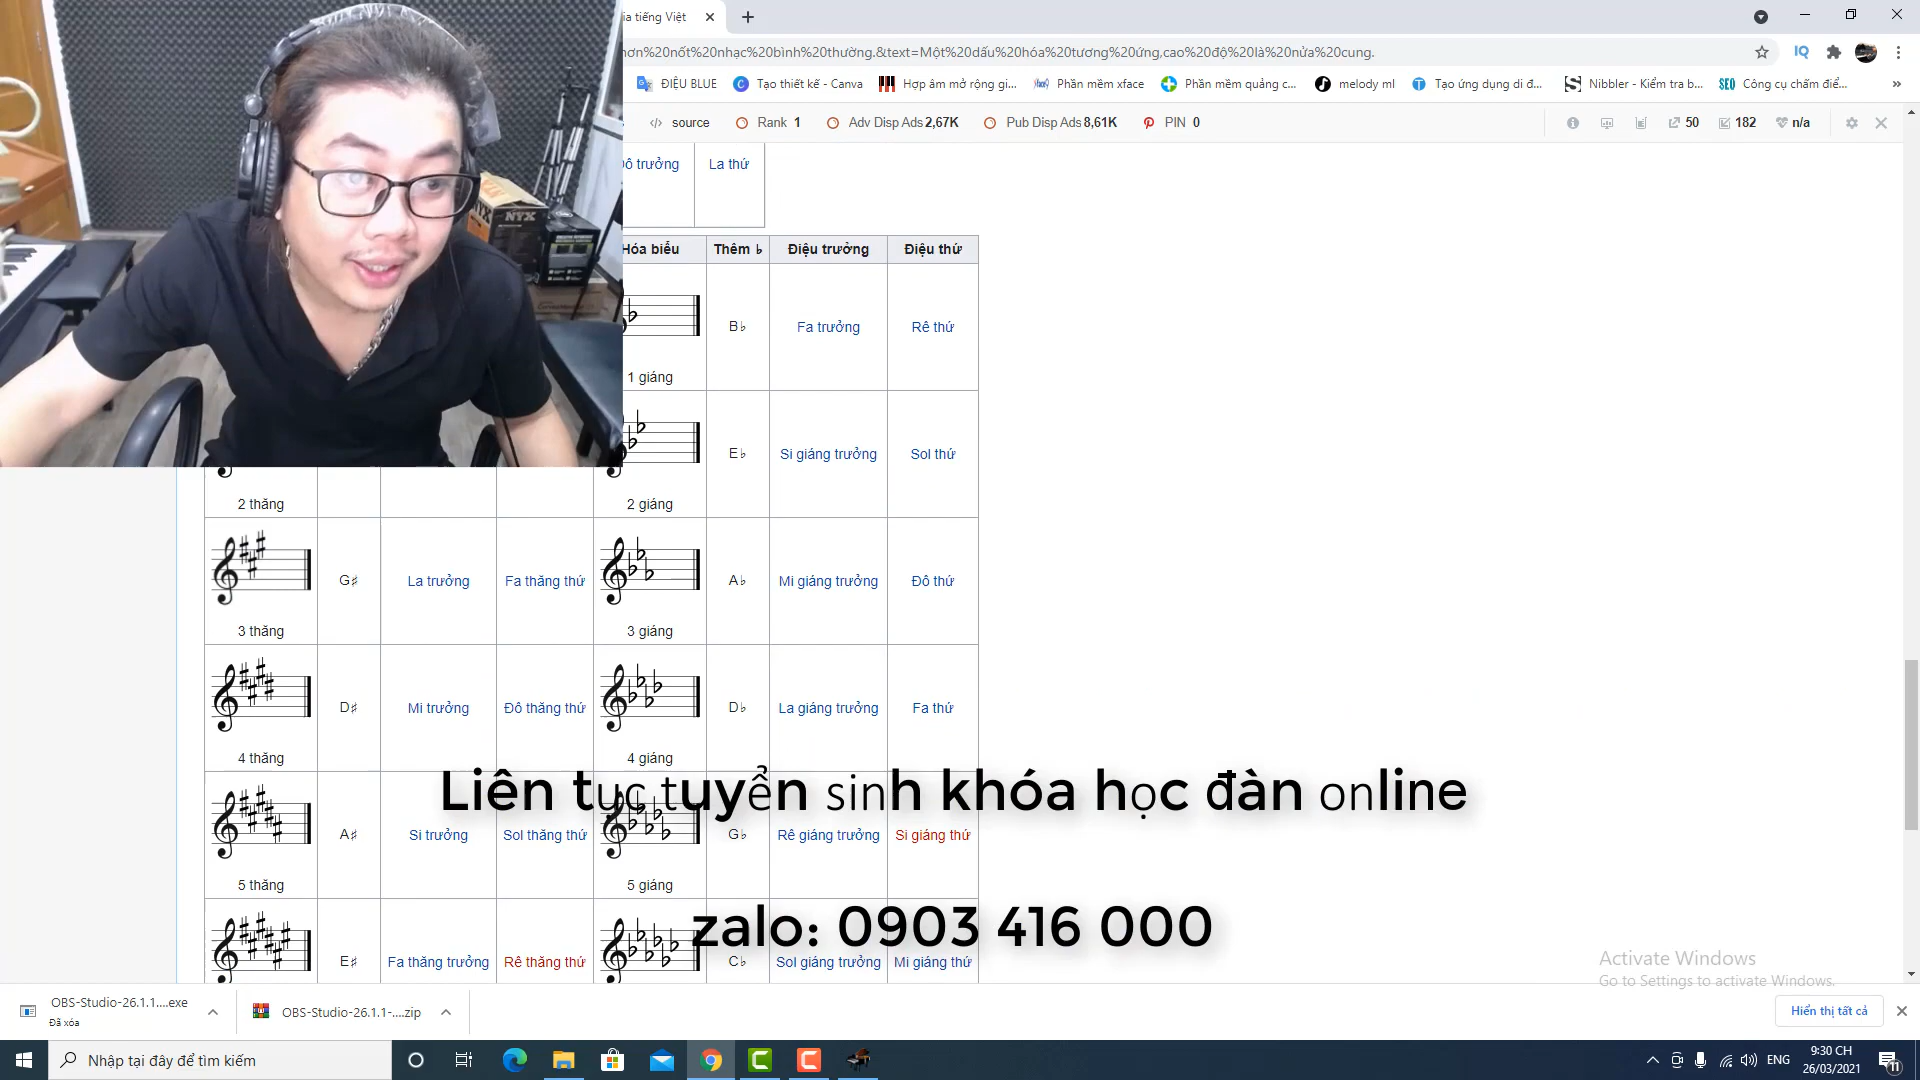 ia tiếng Việt
hơn%20nốt%20nhạc%20bình%20thường.&text=Một%20dấu%20hóa%20tương%20ứng,cao%20độ%20là%20nửa%20cung.
ĐIỆU BLUE
Tạo thiết kế - Canva
Hợp âm mở rộng gi...
Phần mềm xface
Phần mềm quảng c...
melody ml
Tạo ứng dụng di đ...
Nibbler - Kiểm tra b...
SEO Công cụ chấm điể...
source
Rank 1
Adv Disp Ads 2,67K
Pub Disp Ads 8,61K
PIN 0
50
182
n/a
NYX
ô trưởng La thứ
Hóa biểu Thêm ♭ Điệu trưởng Điệu thứ
B♭ Fa trưởng Rê thứ
1 giáng
E♭ Si giáng trưởng Sol thứ
2 thăng 2 giáng
G♯ La trưởng Fa thăng thứ A♭ Mi giáng trưởng Đô thứ
3 thăng 3 giáng
D♯ Mi trưởng Đô thăng thứ D♭ La giáng trưởng Fa thứ
4 thăng 4 giáng
Liên tục tuyển sinh khóa học đàn online
A♯ Si trưởng Sol thăng thứ G♭ Rê giáng trưởng Si giáng thứ
5 thăng 5 giáng
zalo: 0903 416 000
E♯ Fa thăng trưởng Rê thăng thứ C♭ Sol giáng trưởng Mi giáng thứ
Activate Windows
Go to Settings to activate Windows.
OBS-Studio-26.1.1....exe
Đã xóa
OBS-Studio-26.1.1-....zip
Hiển thị tất cả
Nhập tại đây để tìm kiếm
ENG
9:30 CH
26/03/2021
11